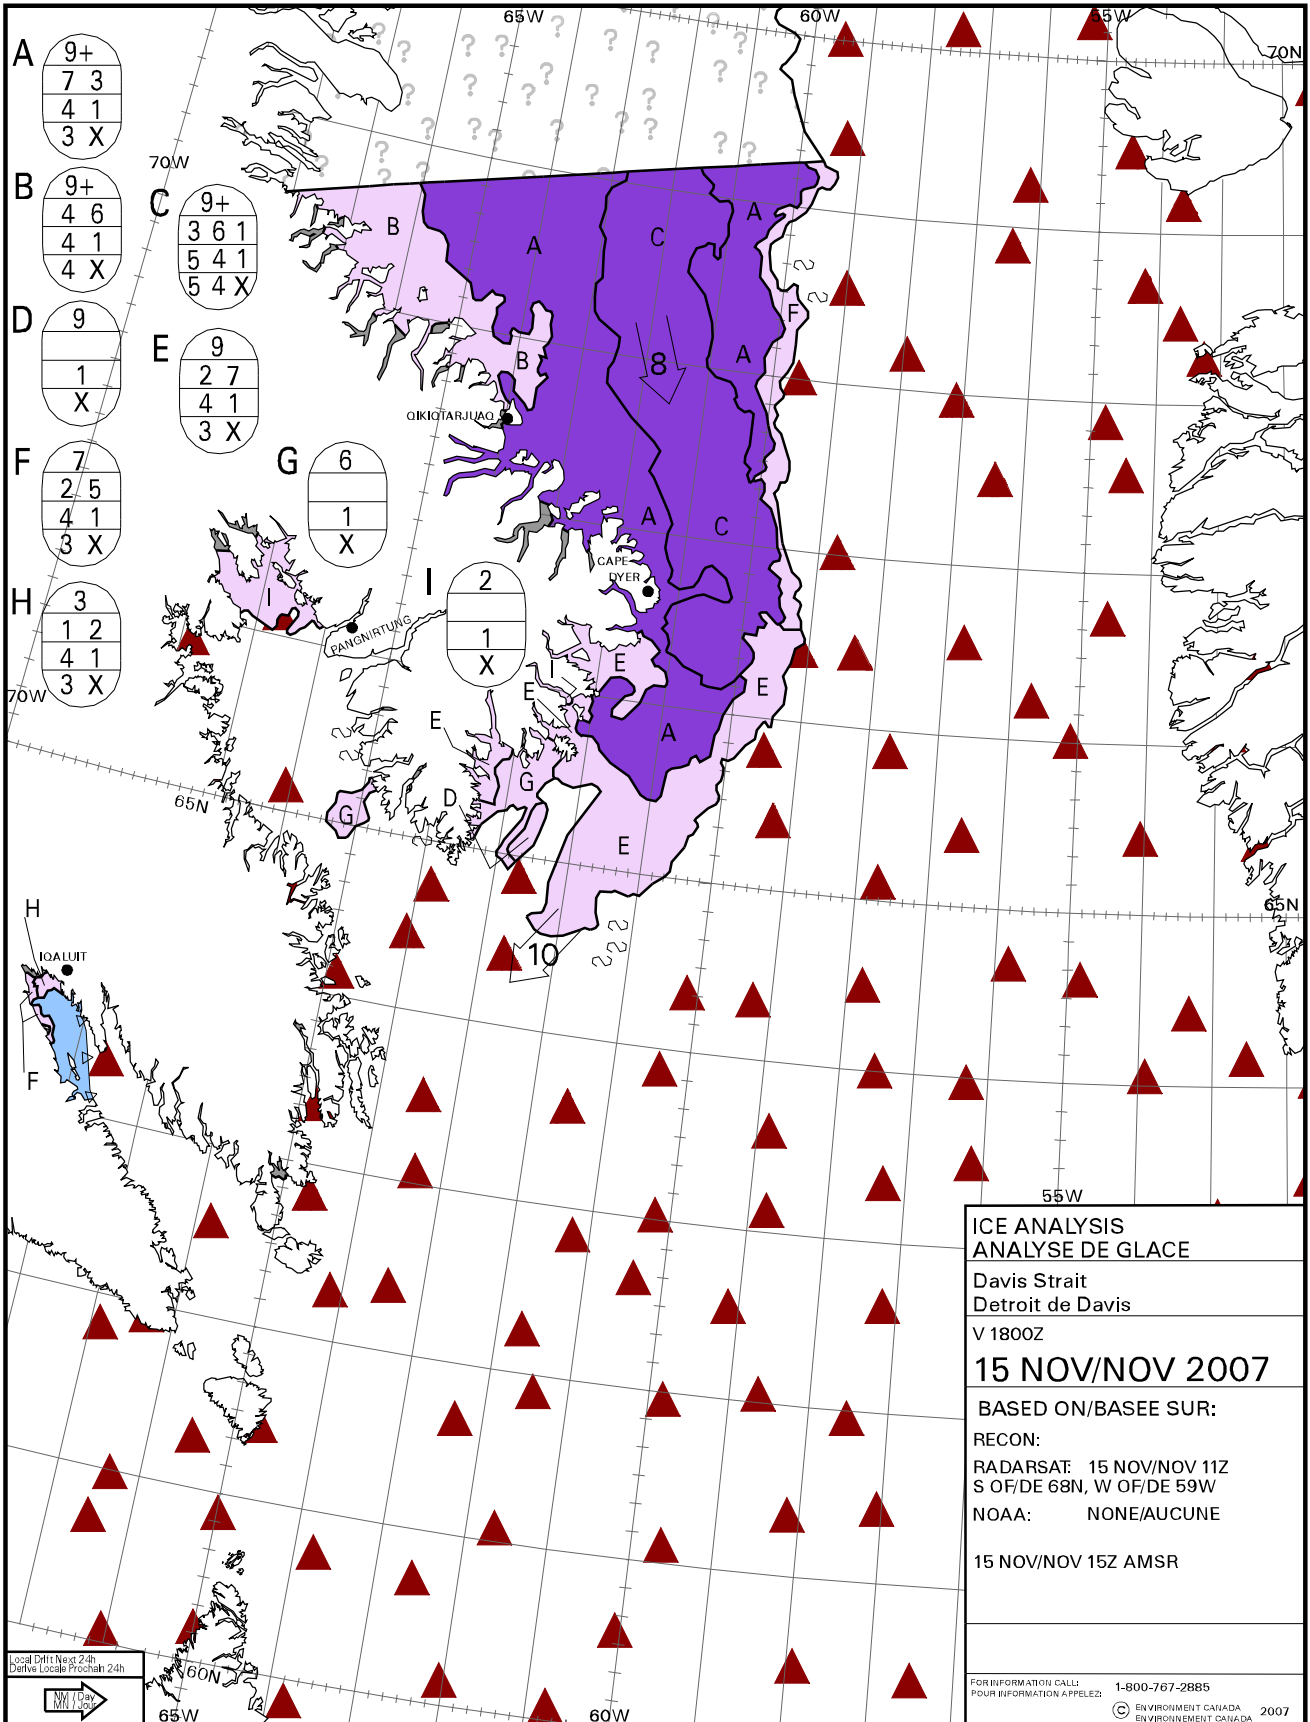 65W
60W
55W
70N
A
9+
7 3
4 1
3 X
70W
B
9+
4 6
4 1
4 X
C
9+
3 6 1
5 4 1
5 4 X
B
A
C
A
D
9
1
X
E
9
2 7
4 1
3 X
F
B
A
8
QIKIQTARJUAQ
F
7
2 5
4 1
3 X
G
6
1
X
A
C
H
3
1 2
4 1
3 X
I
2
1
X
CAPE
DYER
I
PANGNIRTUNG
70W
E
I
E
E
E
A
65N
G
D
G
E
65N
H
10
IQALUIT
F
55W
ICE ANALYSIS
ANALYSE DE GLACE
Davis Strait
Detroit de Davis
V 1800Z
15 NOV/NOV 2007
BASED ON/BASEE SUR:
RECON:
RADARSAT: 15 NOV/NOV 11Z
S OF/DE 68N, W OF/DE 59W
NOAA: NONE/AUCUNE
15 NOV/NOV 15Z AMSR
Local Drift Next 24h
Derive Locale Prochain 24h
NM / Day
MN / Jour
60N
65W
60W
FOR INFORMATION CALL:
POUR INFORMATION APPELEZ: 1-800-767-2885
© ENVIRONMENT CANADA
ENVIRONNEMENT CANADA 2007